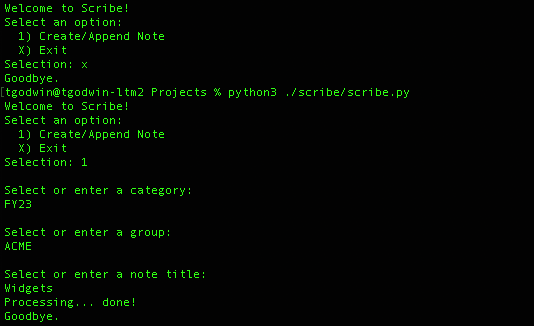 Welcome to Scribe!
Select an option:
  1) Create/Append Note
  X) Exit
Selection: x
Goodbye.
[tgodwin@tgodwin-ltm2 Projects % python3 ./scribe/scribe.py
Welcome to Scribe!
Select an option:
  1) Create/Append Note
  X) Exit
Selection: 1

Select or enter a category:
FY23

Select or enter a group:
ACME

Select or enter a note title:
Widgets
Processing... done!
Goodbye.